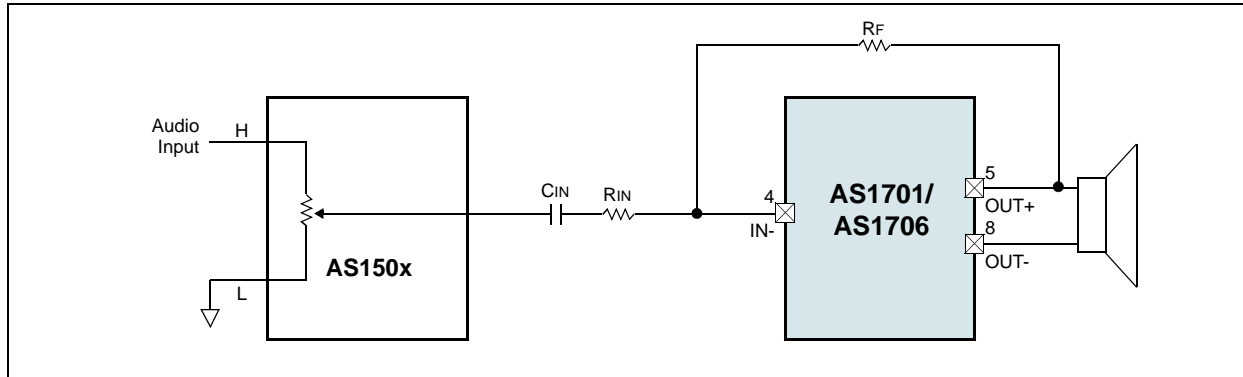 RF
Audio
Input
H
CIN
RIN
4
IN-
AS1701/
AS1706
5
OUT+
8
OUT-
AS150x
L